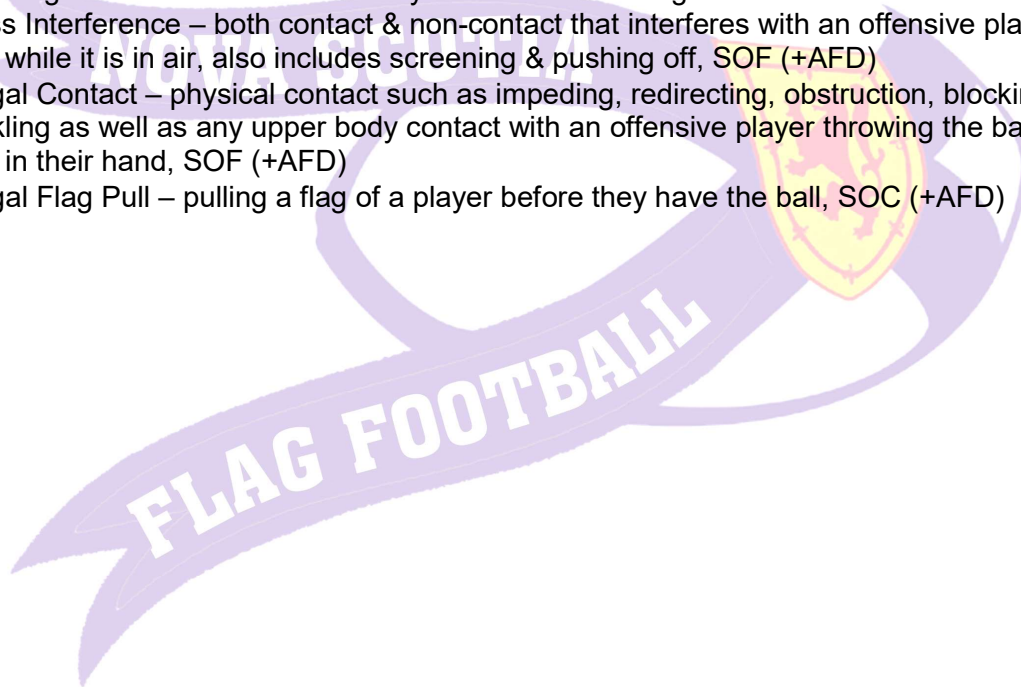 ss Interference – both contact & non-contact that interferes with an offensive pla
while it is in air, also includes screening & pushing off, SOF (+AFD)
gal Contact – physical contact such as impeding, redirecting, obstruction, blockin
kling as well as any upper body contact with an offensive player throwing the ba
in their hand, SOF (+AFD)
gal Flag Pull – pulling a flag of a player before they have the ball, SOC (+AFD)
NOVA SCOTIA
FLAG FOOTBALL